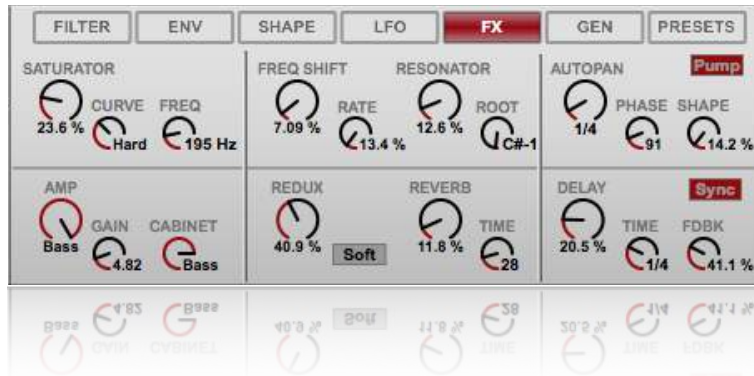 FILTER ENV SHAPE LFO FX GEN PRESETS
SATURATOR FREQ SHIFT RESONATOR AUTOPAN Pump
CURVE FREQ RATE ROOT PHASE SHAPE
23.6 % Hard 195 Hz 7.09 % 13.4 % 12.6 % C#-1 1/4 91 14.2 %
AMP REDUX REVERB DELAY Sync
GAIN CABINET TIME TIME FDBK
Bass 4.82 Bass 40.9 % Soft 11.8 % 28 20.5 % 1/4 41.1 %